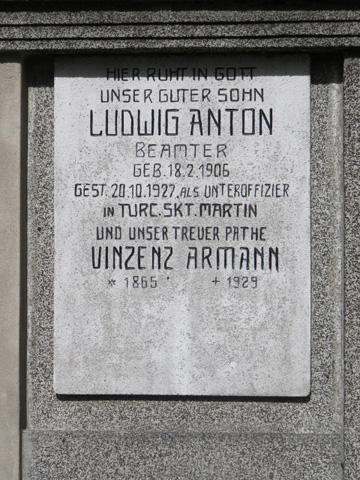 HIER RUHT IN GOTT
UNSER GUTER SOHN
LUDWIG ANTON
BEAMTER
GEB. 18.2.1906
GEST. 20.10.1927, ALS UNTEROFFIZIER
IN TURC. SKT. MARTIN
UND UNSER TREUER PATHE
VINZENZ ARMANN
* 1865 + 1929